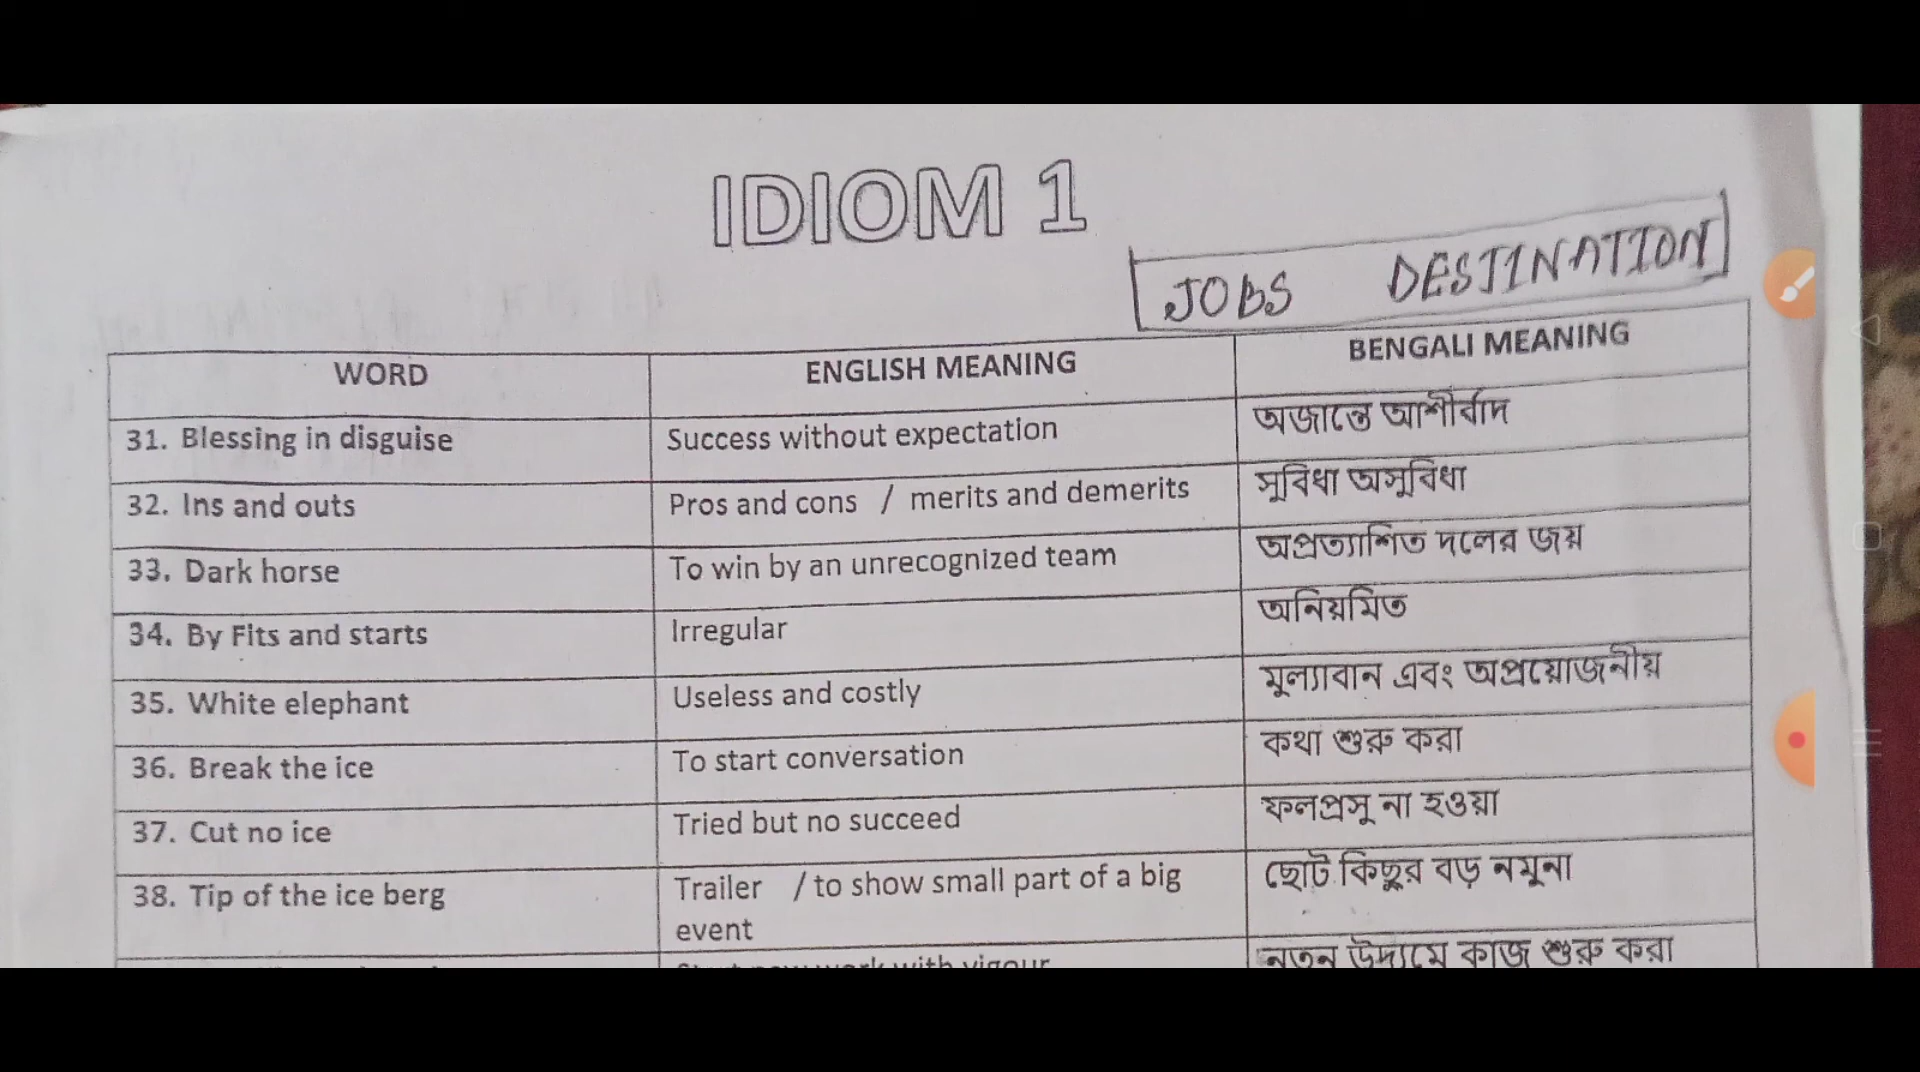 IDIOM 1
JOBS DESTINATION
WORD ENGLISH MEANING BENGALI MEANING
31. Blessing in disguise Success without expectation অজান্তে আশীর্বাদ
32. Ins and outs Pros and cons / merits and demerits সুবিধা অসুবিধা
33. Dark horse To win by an unrecognized team অপ্রত্যাশিত দলের জয়
34. By Fits and starts Irregular অনিয়মিত
35. White elephant Useless and costly মূল্যাবান এবং অপ্রয়োজনীয়
36. Break the ice To start conversation কথা শুরু করা
37. Cut no ice Tried but no succeed ফলপ্রসূ না হওয়া
38. Tip of the ice berg Trailer / to show small part of a big ছোট কিছুর বড় নমুনা
event
work with vigour নতুন উদ্যমে কাজ শুরু করা